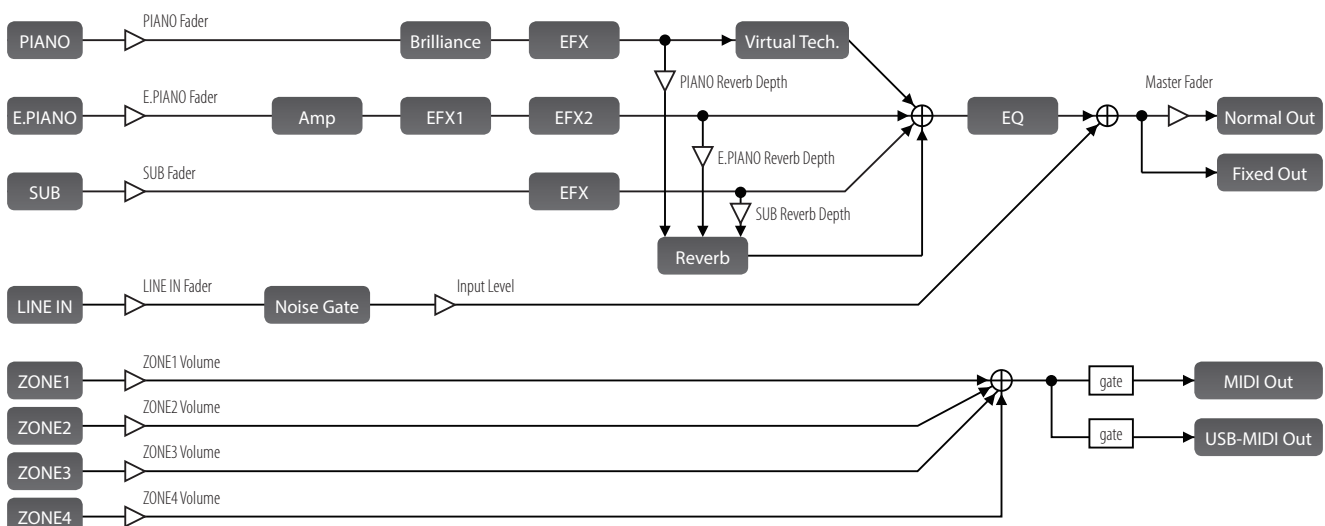 PIANO Fader
PIANO
Brilliance
EFX
Virtual Tech.
PIANO Reverb Depth
Master Fader
E.PIANO Fader
E.PIANO
Amp
EFX1
EFX2
EQ
Normal Out
E.PIANO Reverb Depth
SUB Fader
Fixed Out
SUB
EFX
SUB Reverb Depth
Reverb
LINE IN Fader
Input Level
LINE IN
Noise Gate
ZONE1 Volume
ZONE1
gate
MIDI Out
ZONE2 Volume
ZONE2
gate
USB-MIDI Out
ZONE3 Volume
ZONE3
ZONE4 Volume
ZONE4